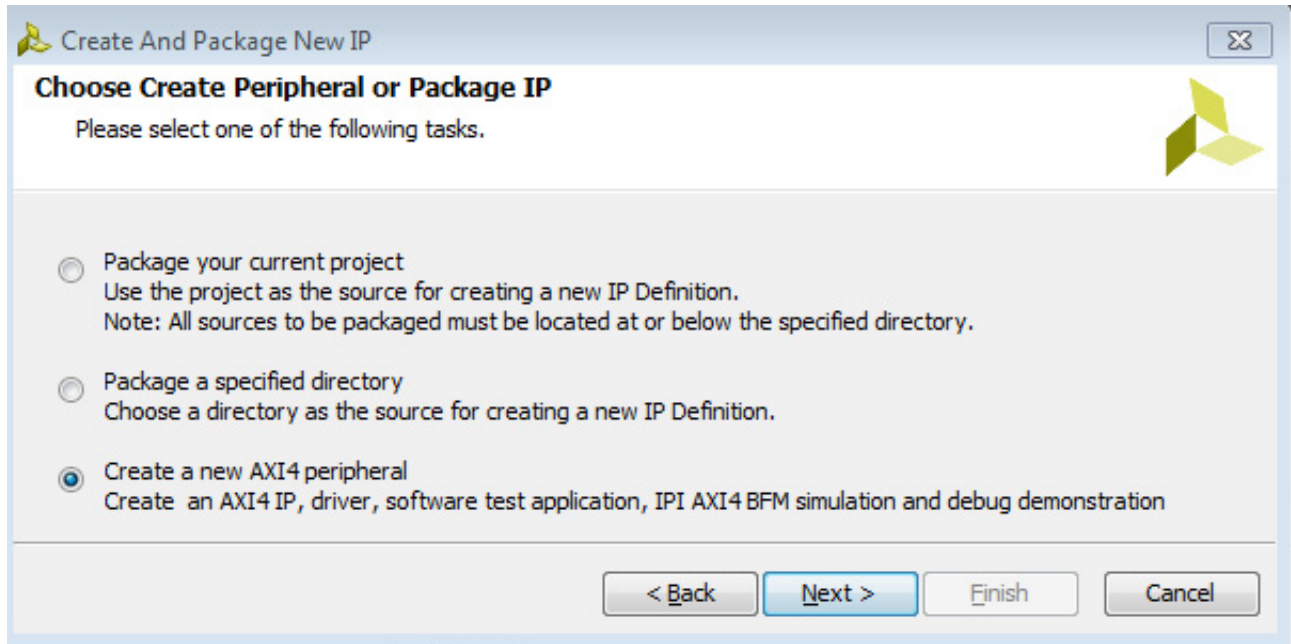 Create And Package New IP
Choose Create Peripheral or Package IP
Please select one of the following tasks.
Package your current project
Use the project as the source for creating a new IP Definition.
Note: All sources to be packaged must be located at or below the specified directory.
Package a specified directory
Choose a directory as the source for creating a new IP Definition.
Create a new AXI4 peripheral
Create an AXI4 IP, driver, software test application, IPI AXI4 BFM simulation and debug demonstration
< Back Next > Finish Cancel